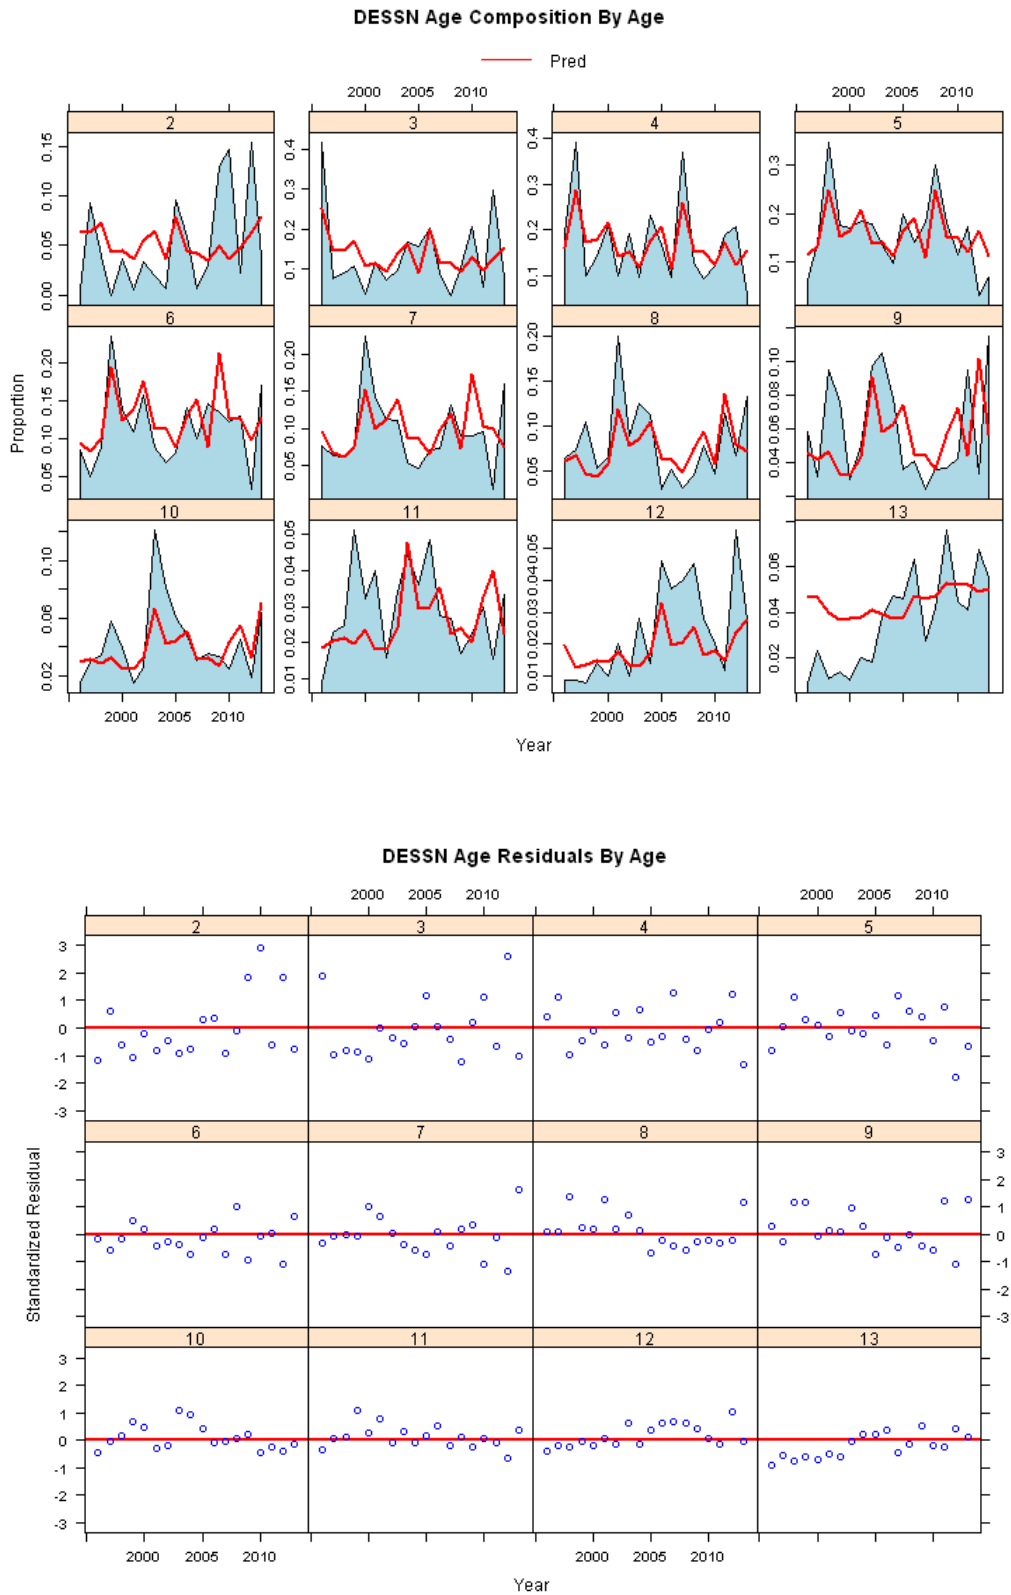 DESSN Age Composition By Age
Pred
2000 2005 2010 2000 2005 2010
2 3 4 5
0.00 0.05 0.10 0.15
0.1 0.2 0.3 0.4
0.1 0.2 0.3 0.4
0.1 0.2 0.3
6 7 8 9
0.05 0.10 0.15 0.20
0.05 0.10 0.15 0.20
0.05 0.10 0.15 0.20
0.04 0.06 0.08 0.10
Proportion
10 11 12 13
0.02 0.06 0.10
0.01 0.02 0.03 0.04 0.05
0.01 0.02 0.03 0.04 0.05
0.02 0.04 0.06
2000 2005 2010 2000 2005 2010
Year
DESSN Age Residuals By Age
2000 2005 2010 2000 2005 2010
2 3 4 5
3
2
1
0
-1
-2
-3
6 7 8 9
3
2
1
0
-1
-2
-3
Standardized Residual
10 11 12 13
3
2
1
0
-1
-2
-3
2000 2005 2010 2000 2005 2010
Year